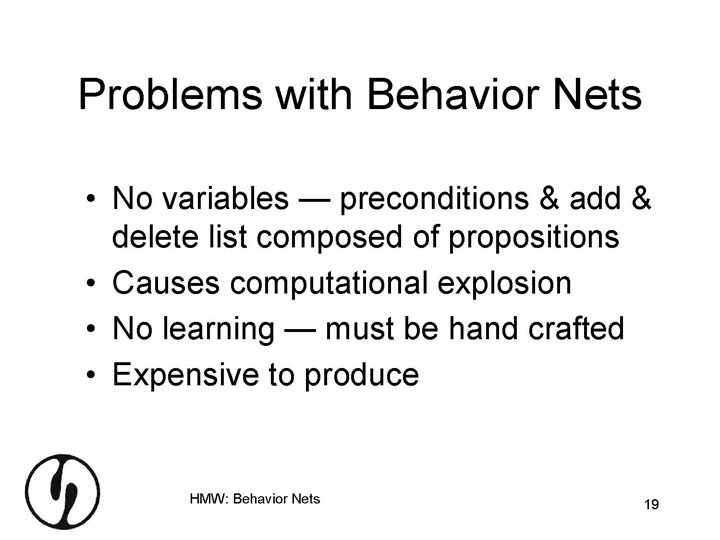 Problems with Behavior Nets
• No variables — preconditions & add &
delete list composed of propositions
• Causes computational explosion
• No learning — must be hand crafted
• Expensive to produce
HMW: Behavior Nets
19